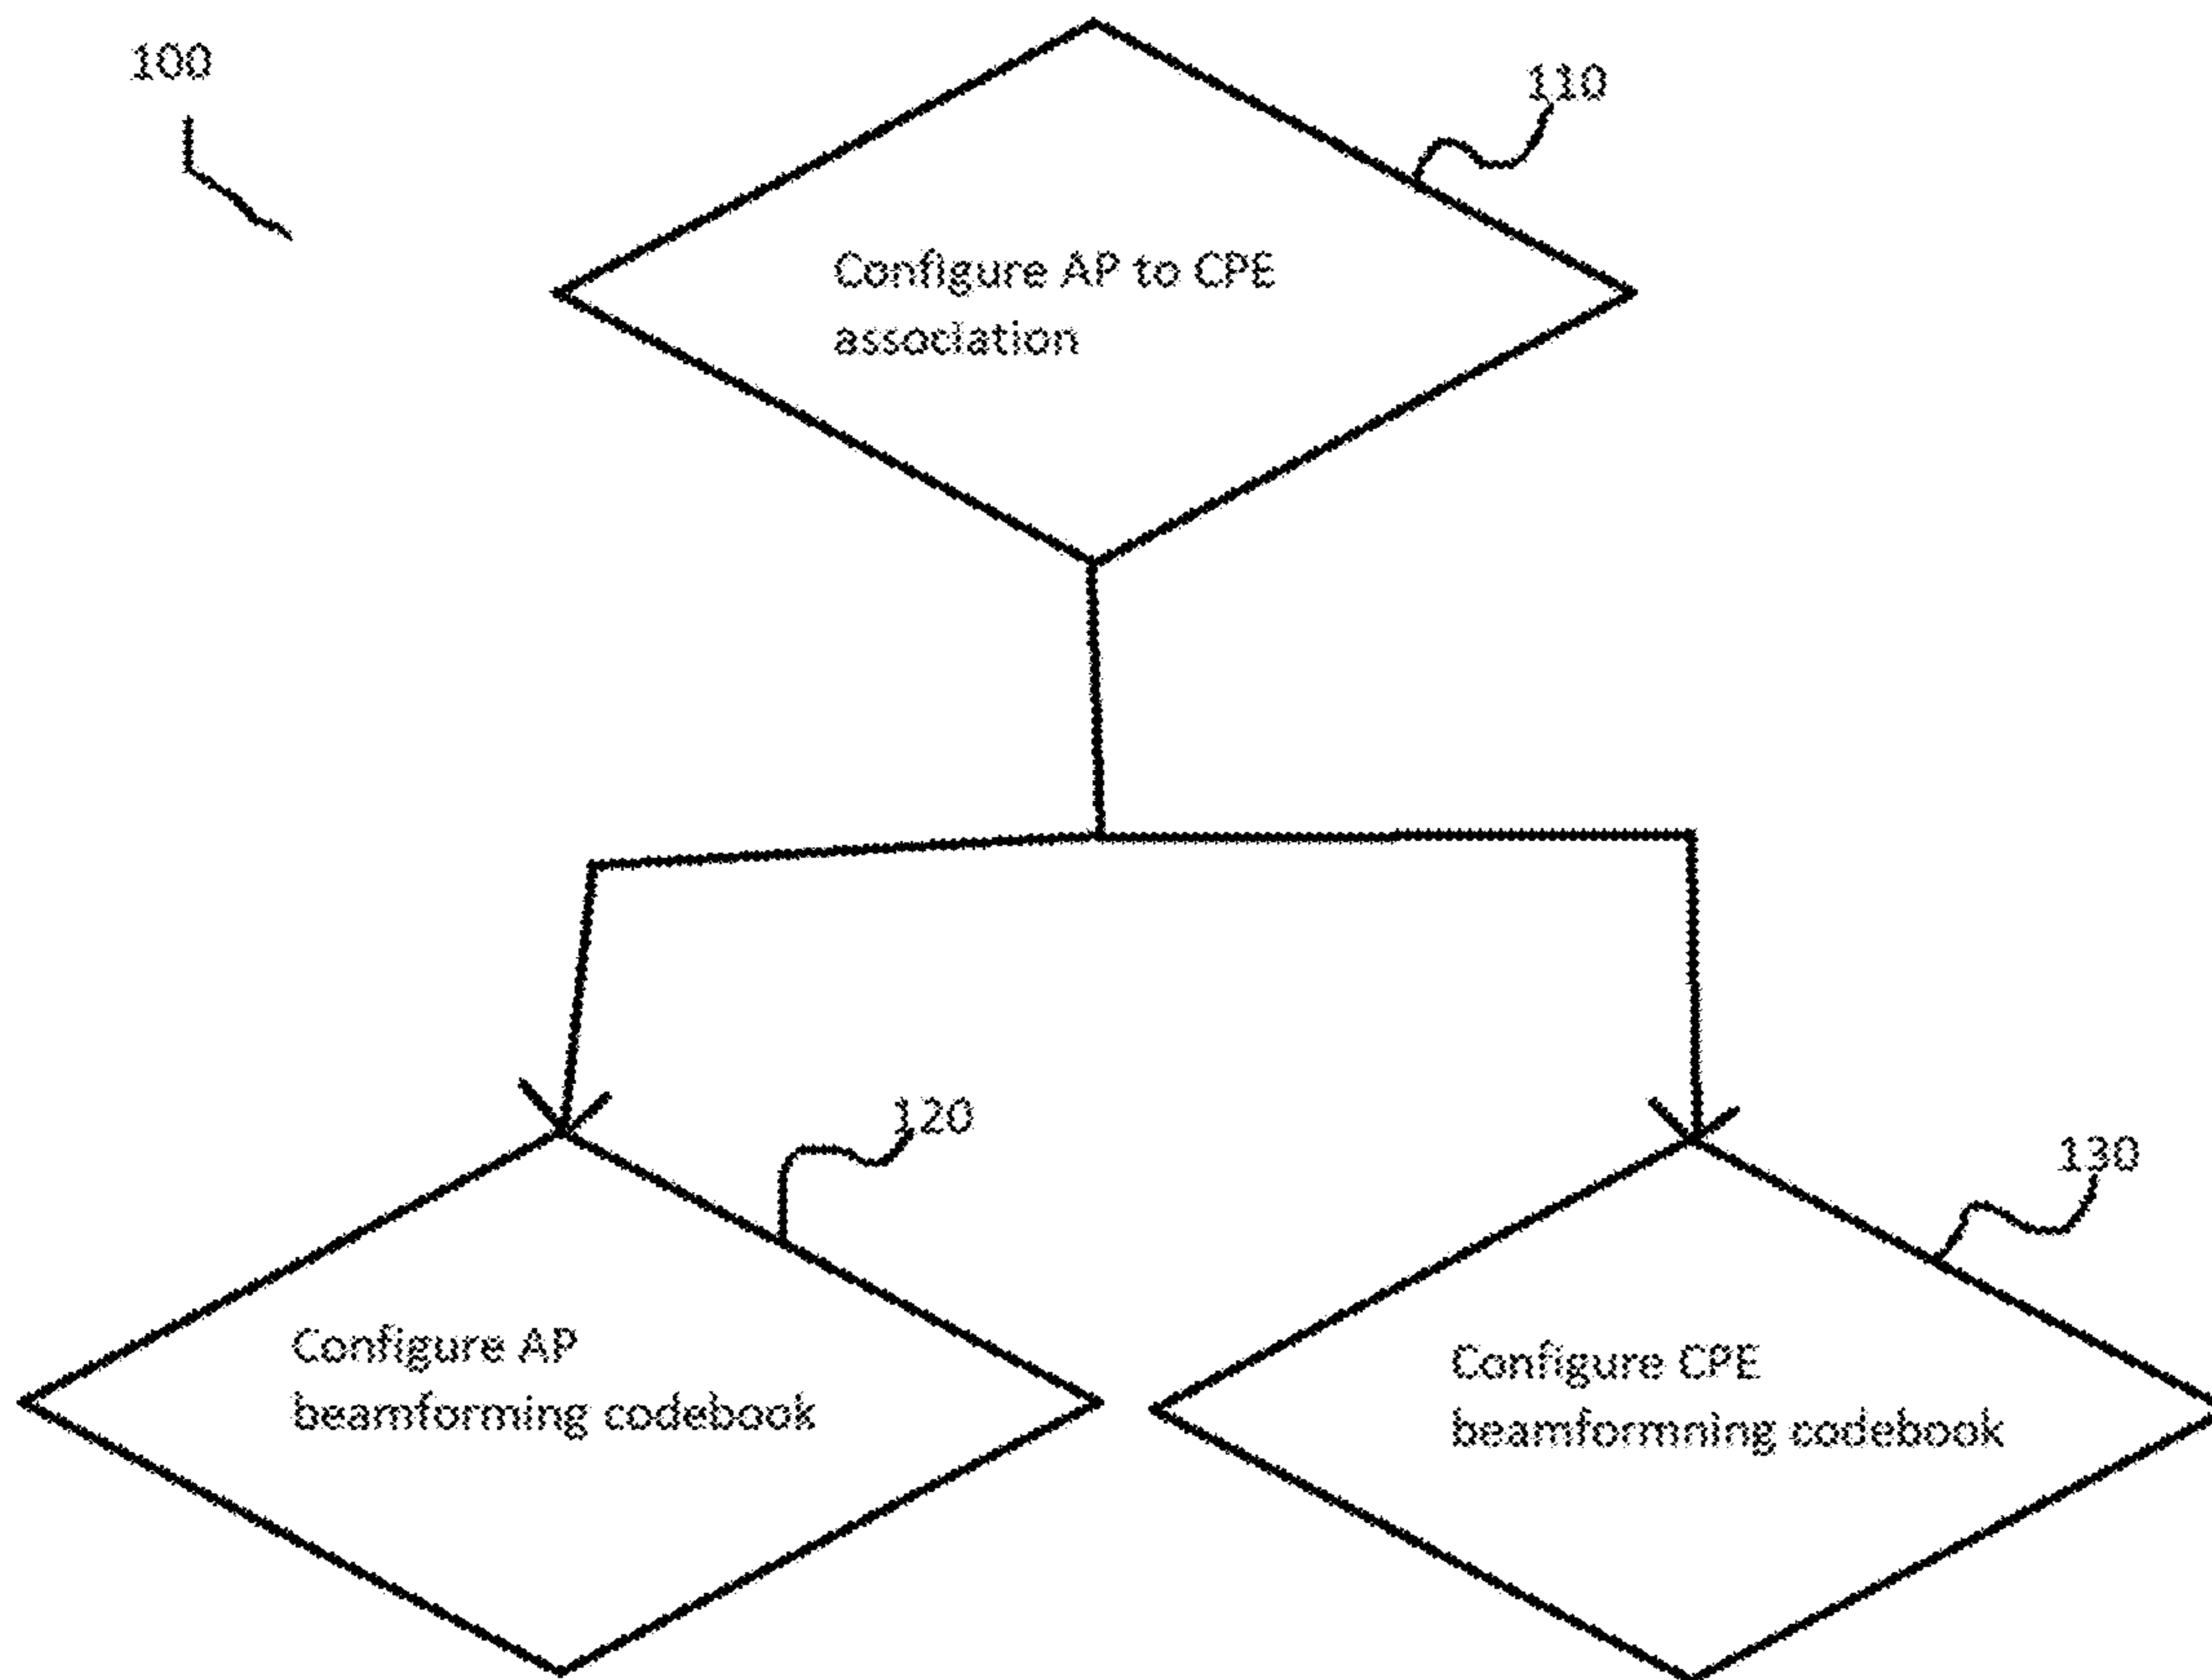 100
110
Configure AP to CPE
association
120
130
Configure AP
beamforming codebook
Configure CPE
beamformning codebook